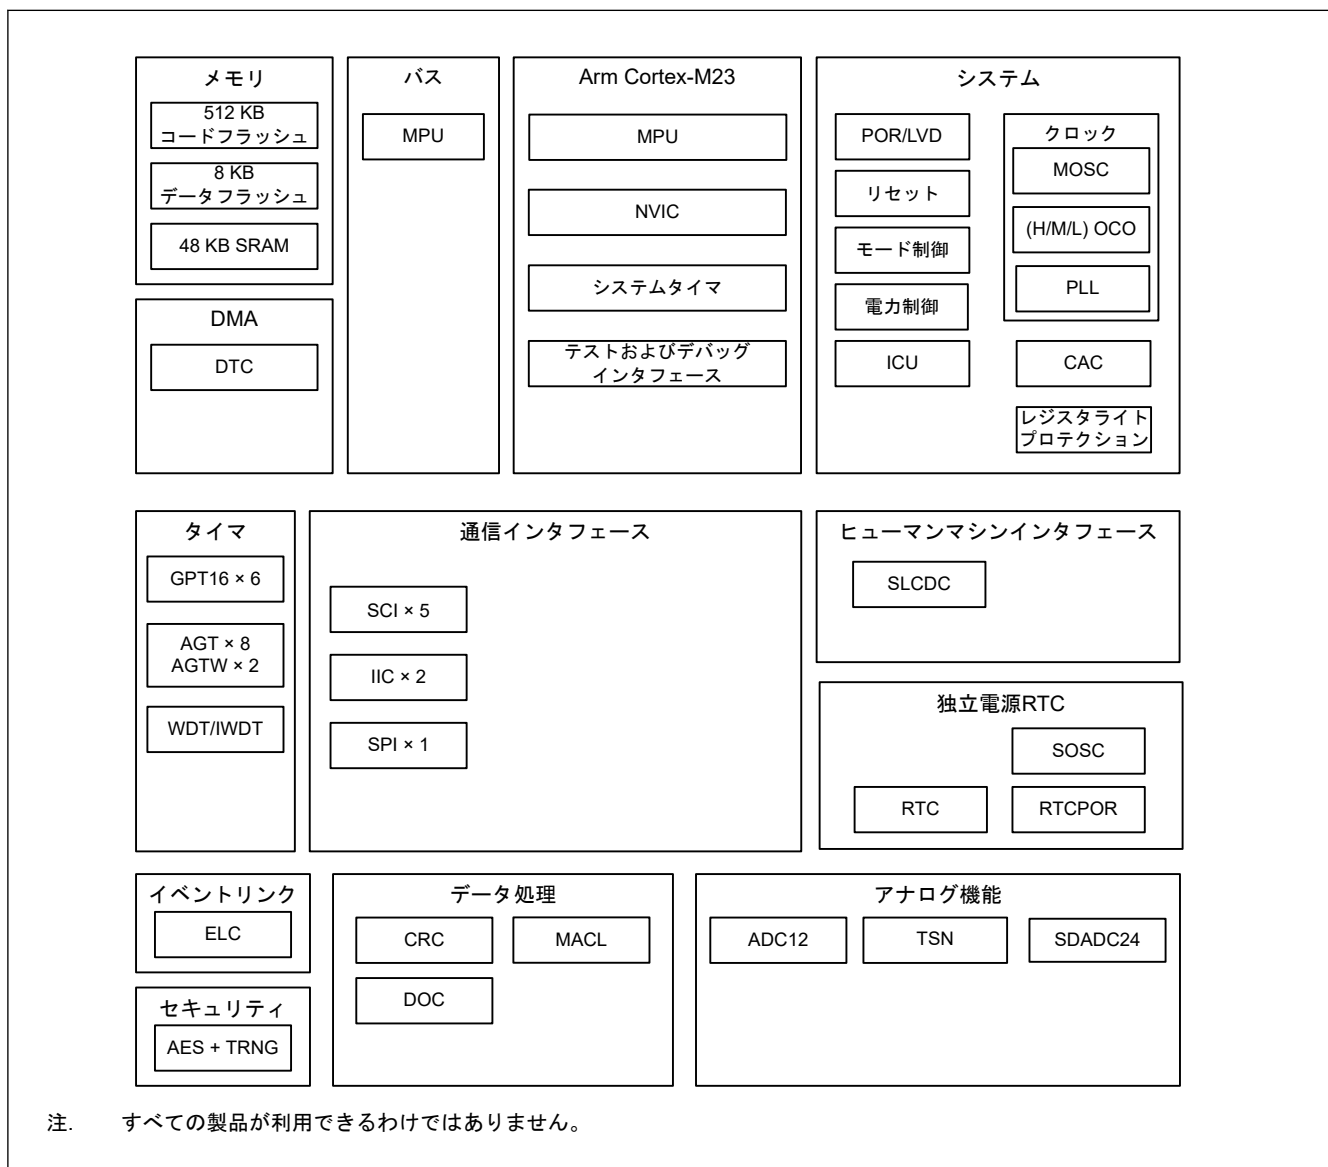 メモリ
512 KB
コードフラッシュ
8 KB
データフラッシュ
48 KB SRAM
DMA
DTC
バス
MPU
Arm Cortex-M23
MPU
NVIC
システムタイマ
テストおよびデバッグ
インタフェース
システム
POR/LVD
リセット
モード制御
電力制御
ICU
クロック
MOSC
(H/M/L) OCO
PLL
CAC
レジスタライト
プロテクション
タイマ
GPT16 × 6
AGT × 8
AGTW × 2
WDT/IWDT
通信インタフェース
SCI × 5
IIC × 2
SPI × 1
ヒューマンマシンインタフェース
SLCDC
独立電源RTC
SOSC
RTC
RTCPOR
イベントリンク
ELC
セキュリティ
AES + TRNG
データ処理
CRC
MACL
DOC
アナログ機能
ADC12
TSN
SDADC24
注. すべての製品が利用できるわけではありません。